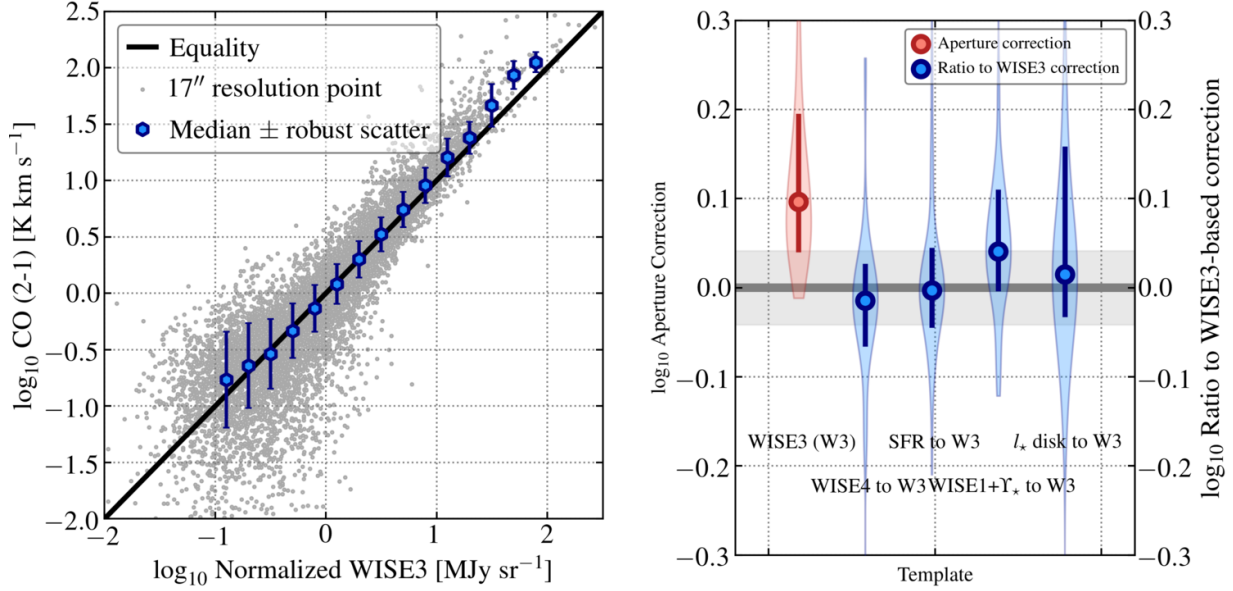 2.5
2.0
1.5
1.0
0.5
0.0
−0.5
−1.0
−1.5
−2.0
−2
−1
0
1
2
log₁₀ CO (2-1) [K km s⁻¹]
log₁₀ Normalized WISE3 [MJy sr⁻¹]
Equality
17″ resolution point
Median ± robust scatter
0.3
0.2
0.1
0.0
−0.1
−0.2
−0.3
log₁₀ Aperture Correction
Aperture correction
Ratio to WISE3 correction
WISE3 (W3)
SFR to W3
l⋆ disk to W3
WISE4 to W3
WISE1+ϒ⋆ to W3
Template
0.3
0.2
0.1
0.0
−0.1
−0.2
−0.3
log₁₀ Ratio to WISE3-based correction